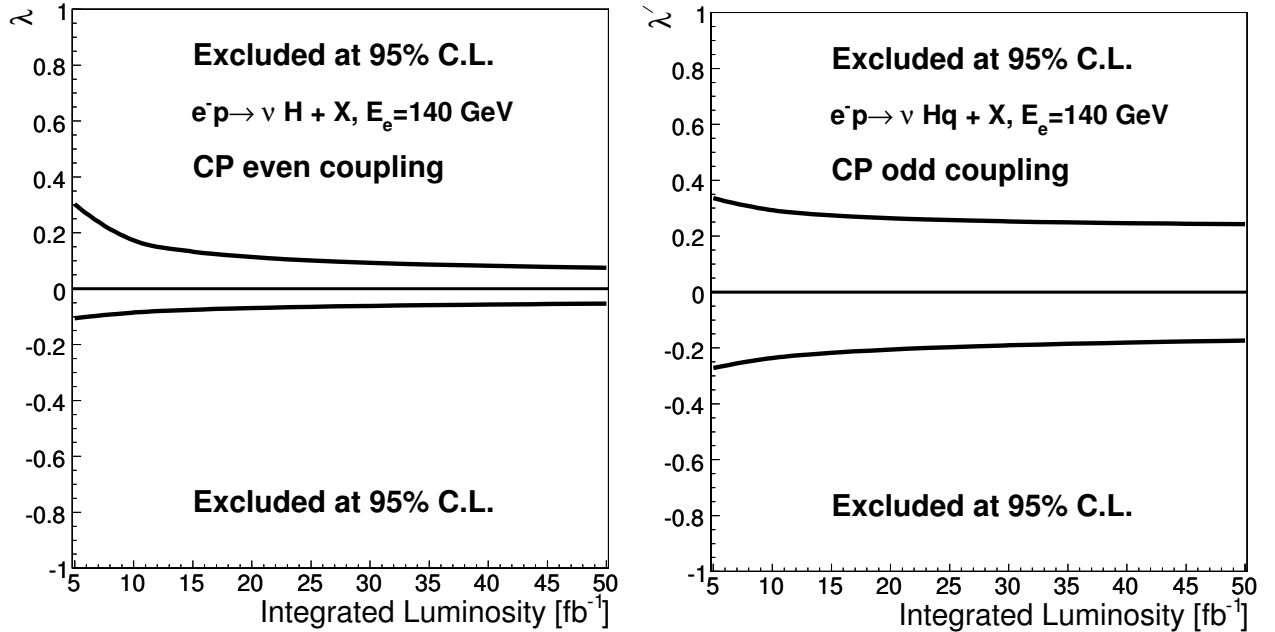 λ
1
0.8
0.6
0.4
0.2
0
-0.2
-0.4
-0.6
-0.8
-1
Excluded at 95% C.L.
e⁻p→ ν H + X, Eₑ=140 GeV
CP even coupling
Excluded at 95% C.L.
5 10 15 20 25 30 35 40 45 50
Integrated Luminosity [fb⁻¹]
λ′
1
0.8
0.6
0.4
0.2
0
-0.2
-0.4
-0.6
-0.8
-1
Excluded at 95% C.L.
e⁻p→ ν Hq + X, Eₑ=140 GeV
CP odd coupling
Excluded at 95% C.L.
5 10 15 20 25 30 35 40 45 50
Integrated Luminosity [fb⁻¹]